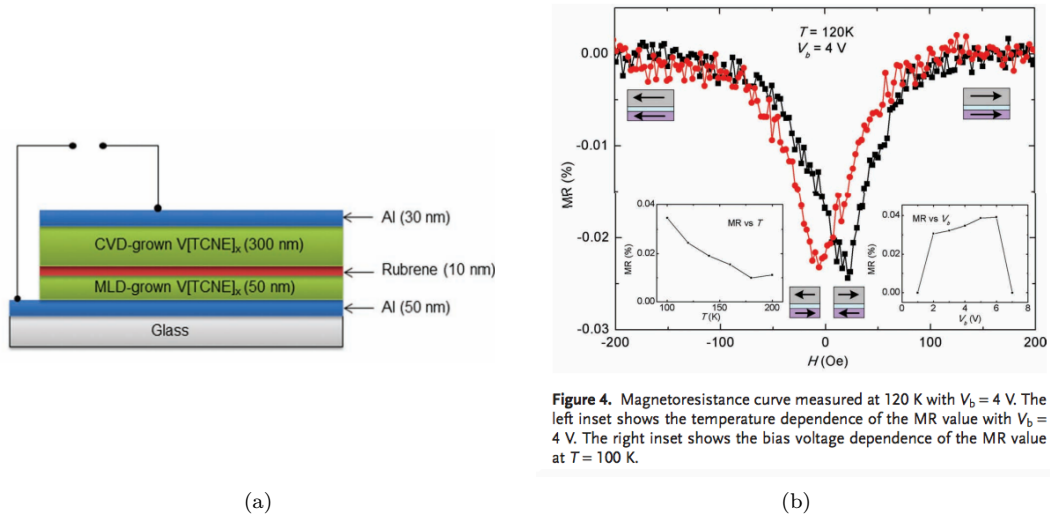 Al (30 nm)
CVD-grown V[TCNE]x (300 nm)
Rubrene (10 nm)
MLD-grown V[TCNE]x (50 nm)
Al (50 nm)
Glass
(a)
0.00
-0.01
-0.02
-0.03
MR (%)
T = 120K
Vb = 4 V
0.04
0.02
0.00
MR (%)
MR vs T
100
150
200
T (K)
0.04
0.02
0.00
MR (%)
MR vs Vb
0
2
4
6
8
Vb (V)
-200
-100
0
100
200
H (Oe)
Figure 4. Magnetoresistance curve measured at 120 K with Vb = 4 V. The
left inset shows the temperature dependence of the MR value with Vb =
4 V. The right inset shows the bias voltage dependence of the MR value
at T = 100 K.
(b)